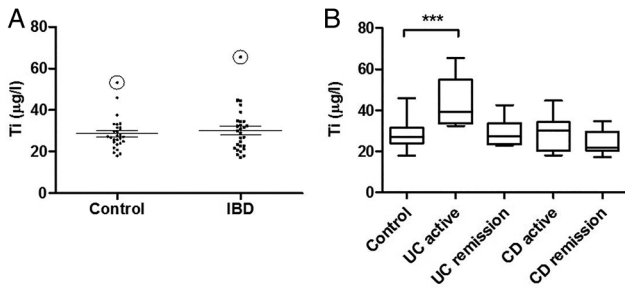 A
Ti (μg/l)
80
60
40
20
0
Control
IBD
B
***
Ti (μg/l)
80
60
40
20
0
Control
UC active
UC remission
CD active
CD remission